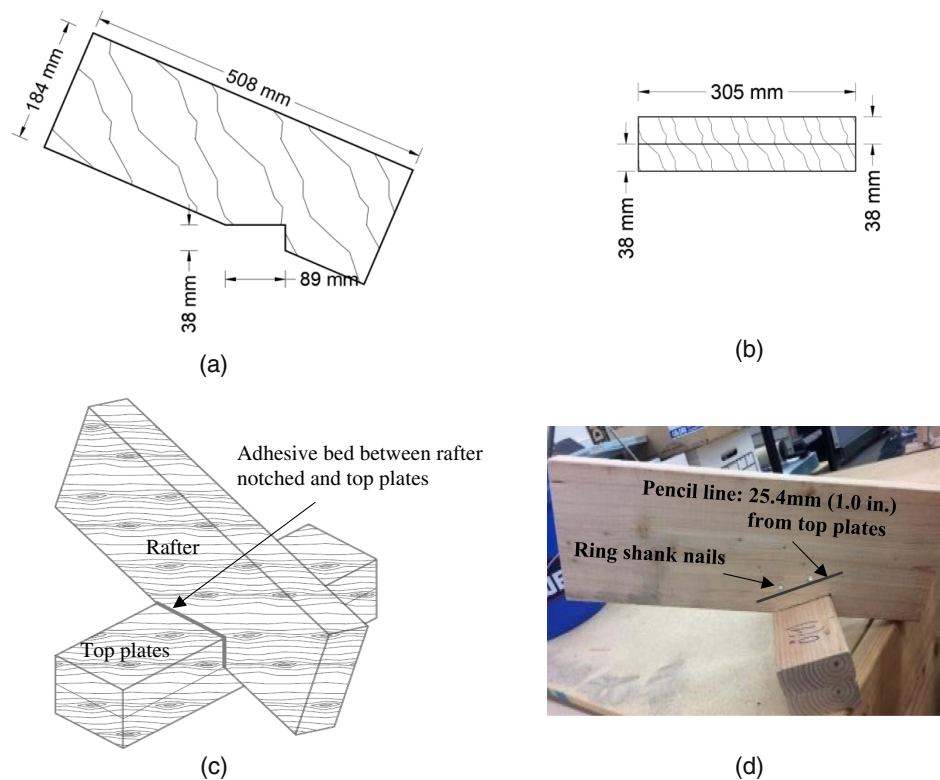 184 mm
508 mm
38 mm
89 mm
(a)
305 mm
38 mm
38 mm
(b)
Adhesive bed between rafter
notched and top plates
Rafter
Top plates
(c)
Pencil line: 25.4mm (1.0 in.)
from top plates
Ring shank nails
(d)